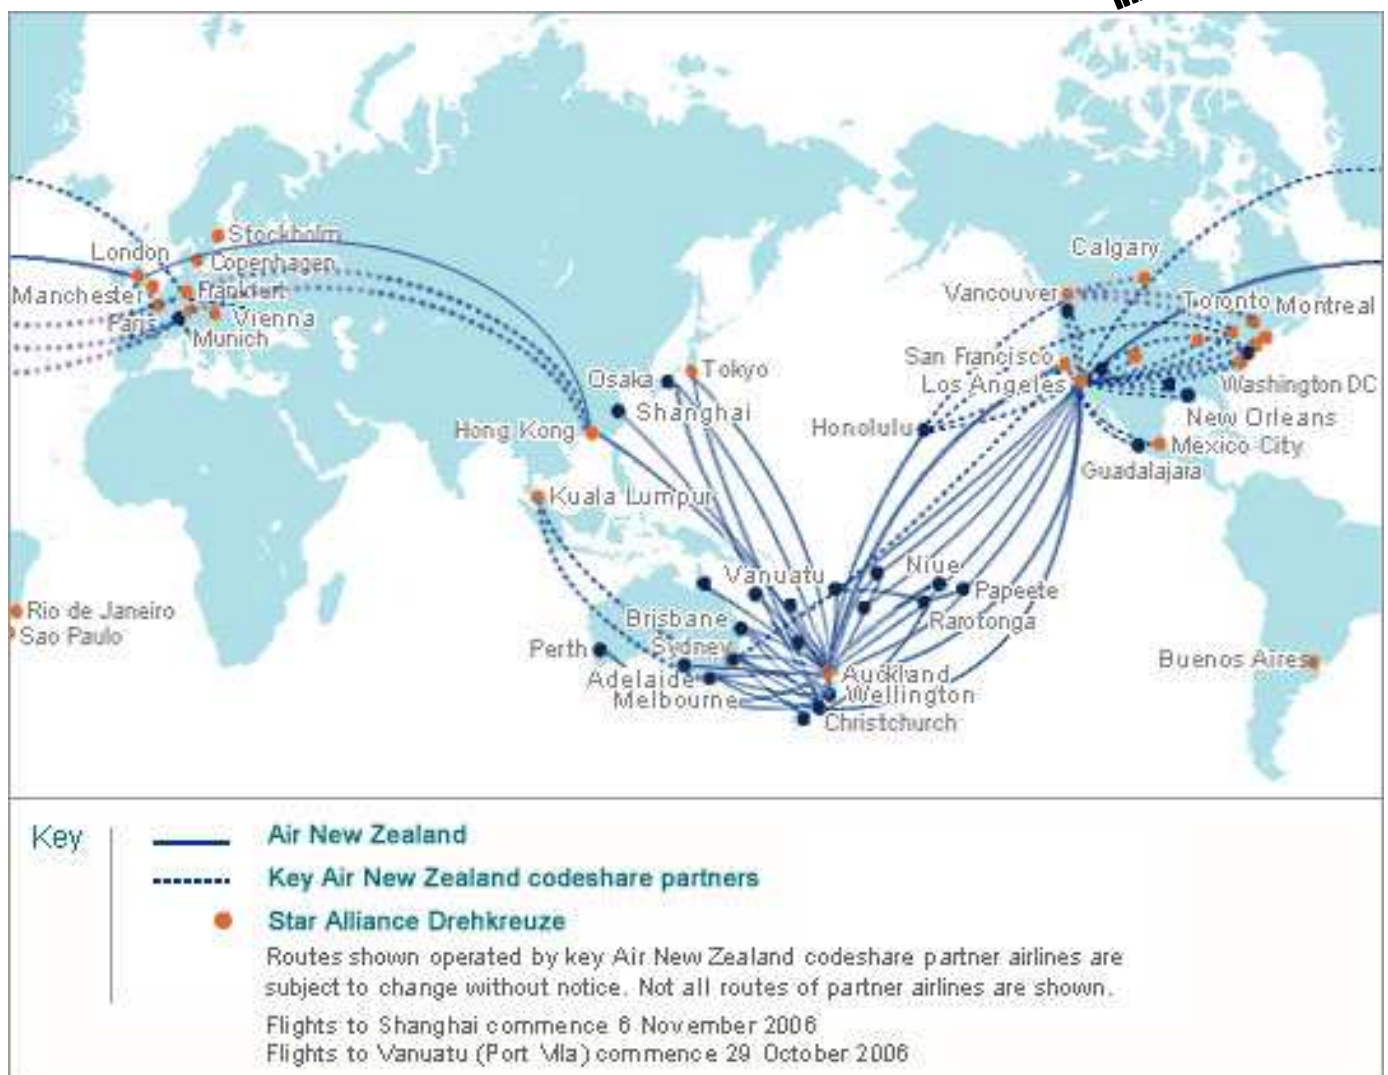 Stockholm
London
Copenhagen
Calgary
Manchester
Frankfurt
Vancouver
Toronto
Montreal
Paris
Vienna
Munich
San Francisco
Tokyo
Osaka
Los Angeles
Washington DC
Shanghai
New Orleans
Hong Kong
Honolulu
Mexico City
Guadalajara
Kuala Lumpur
Niue
Vanuatu
Papeete
Rio de Janeiro
Brisbane
Rarotonga
Sao Paulo
Perth
Sydney
Buenos Aires
Adelaide
Auckland
Melbourne
Wellington
Christchurch
Key
Air New Zealand
Key Air New Zealand codeshare partners
Star Alliance Drehkreuze
Routes shown operated by key Air New Zealand codeshare partner airlines are
subject to change without notice. Not all routes of partner airlines are shown.
Flights to Shanghai commence 6 November 2006
Flights to Vanuatu (Port Vila) commence 29 October 2006